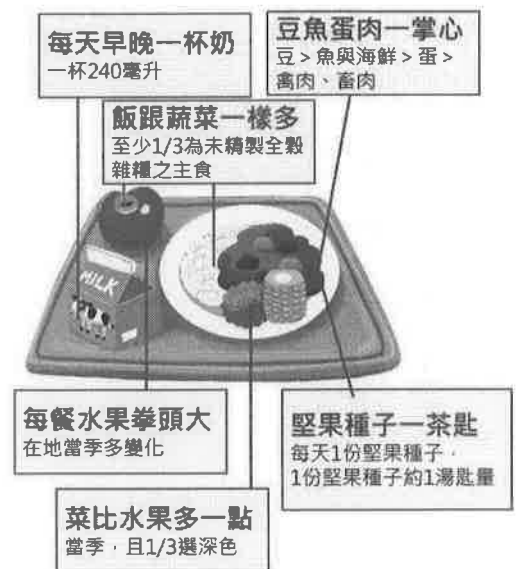 每天早晚一杯奶
一杯240毫升
豆魚蛋肉一掌心
豆＞魚與海鮮＞蛋＞
禽肉、畜肉
飯跟蔬菜一樣多
至少1/3為未精製全穀
雜糧之主食
MILK
每餐水果拳頭大
在地當季多變化
堅果種子一茶匙
每天1份堅果種子，
1份堅果種子約1湯匙量
菜比水果多一點
當季，且1/3選深色